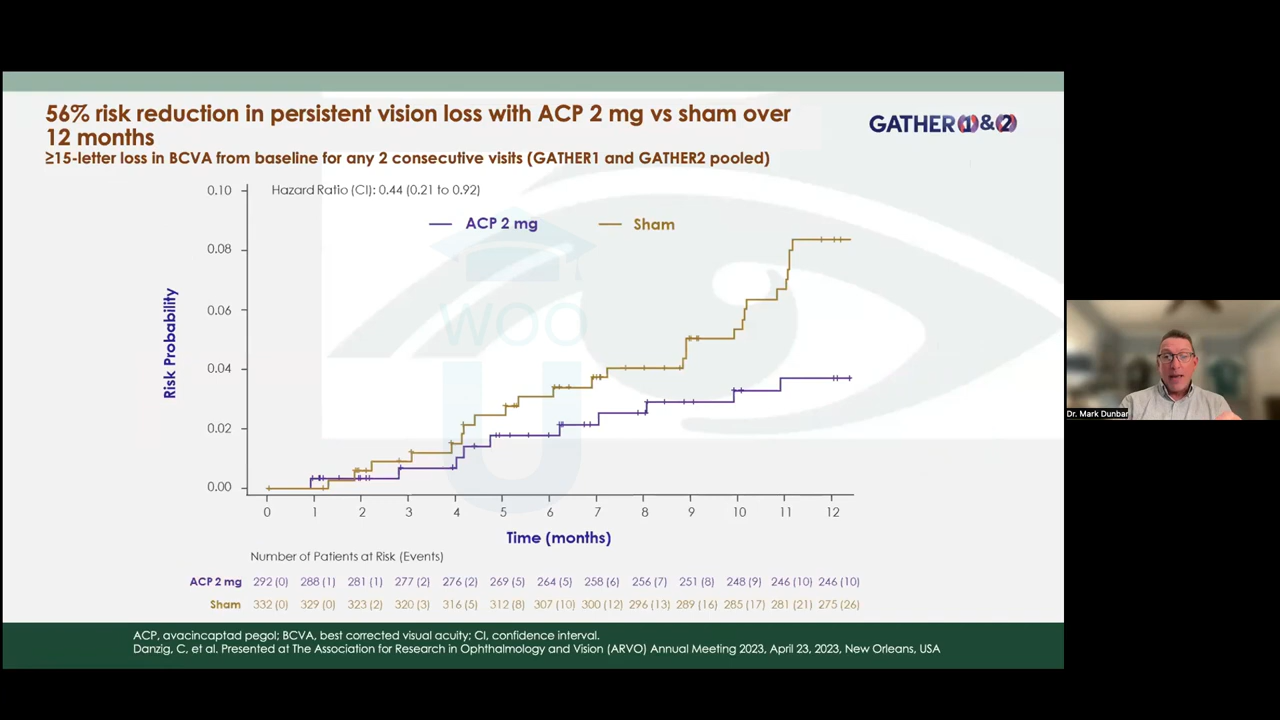 56% risk reduction in persistent vision loss with ACP 2 mg vs sham over
12 months
≥15-letter loss in BCVA from baseline for any 2 consecutive visits (GATHER1 and GATHER2 pooled)
GATHER 1 & 2
Hazard Ratio (CI): 0.44 (0.21 to 0.92)
ACP 2 mg Sham
WOO
U
Risk Probability
0.10
0.08
0.06
0.04
0.02
0.00
0 1 2 3 4 5 6 7 8 9 10 11 12
Time (months)
Number of Patients at Risk (Events)
ACP 2 mg 292 (0) 288 (1) 281 (1) 277 (2) 276 (2) 269 (5) 264 (5) 258 (6) 256 (7) 251 (8) 248 (9) 246 (10) 246 (10)
Sham 332 (0) 329 (0) 323 (2) 320 (3) 316 (5) 312 (8) 307 (10) 300 (12) 296 (13) 289 (16) 285 (17) 281 (21) 275 (26)
ACP, avacincaptad pegol; BCVA, best corrected visual acuity; CI, confidence interval.
Danzig, C, et al. Presented at The Association for Research in Ophthalmology and Vision (ARVO) Annual Meeting 2023, April 23, 2023, New Orleans, USA
Dr. Mark Dunbar